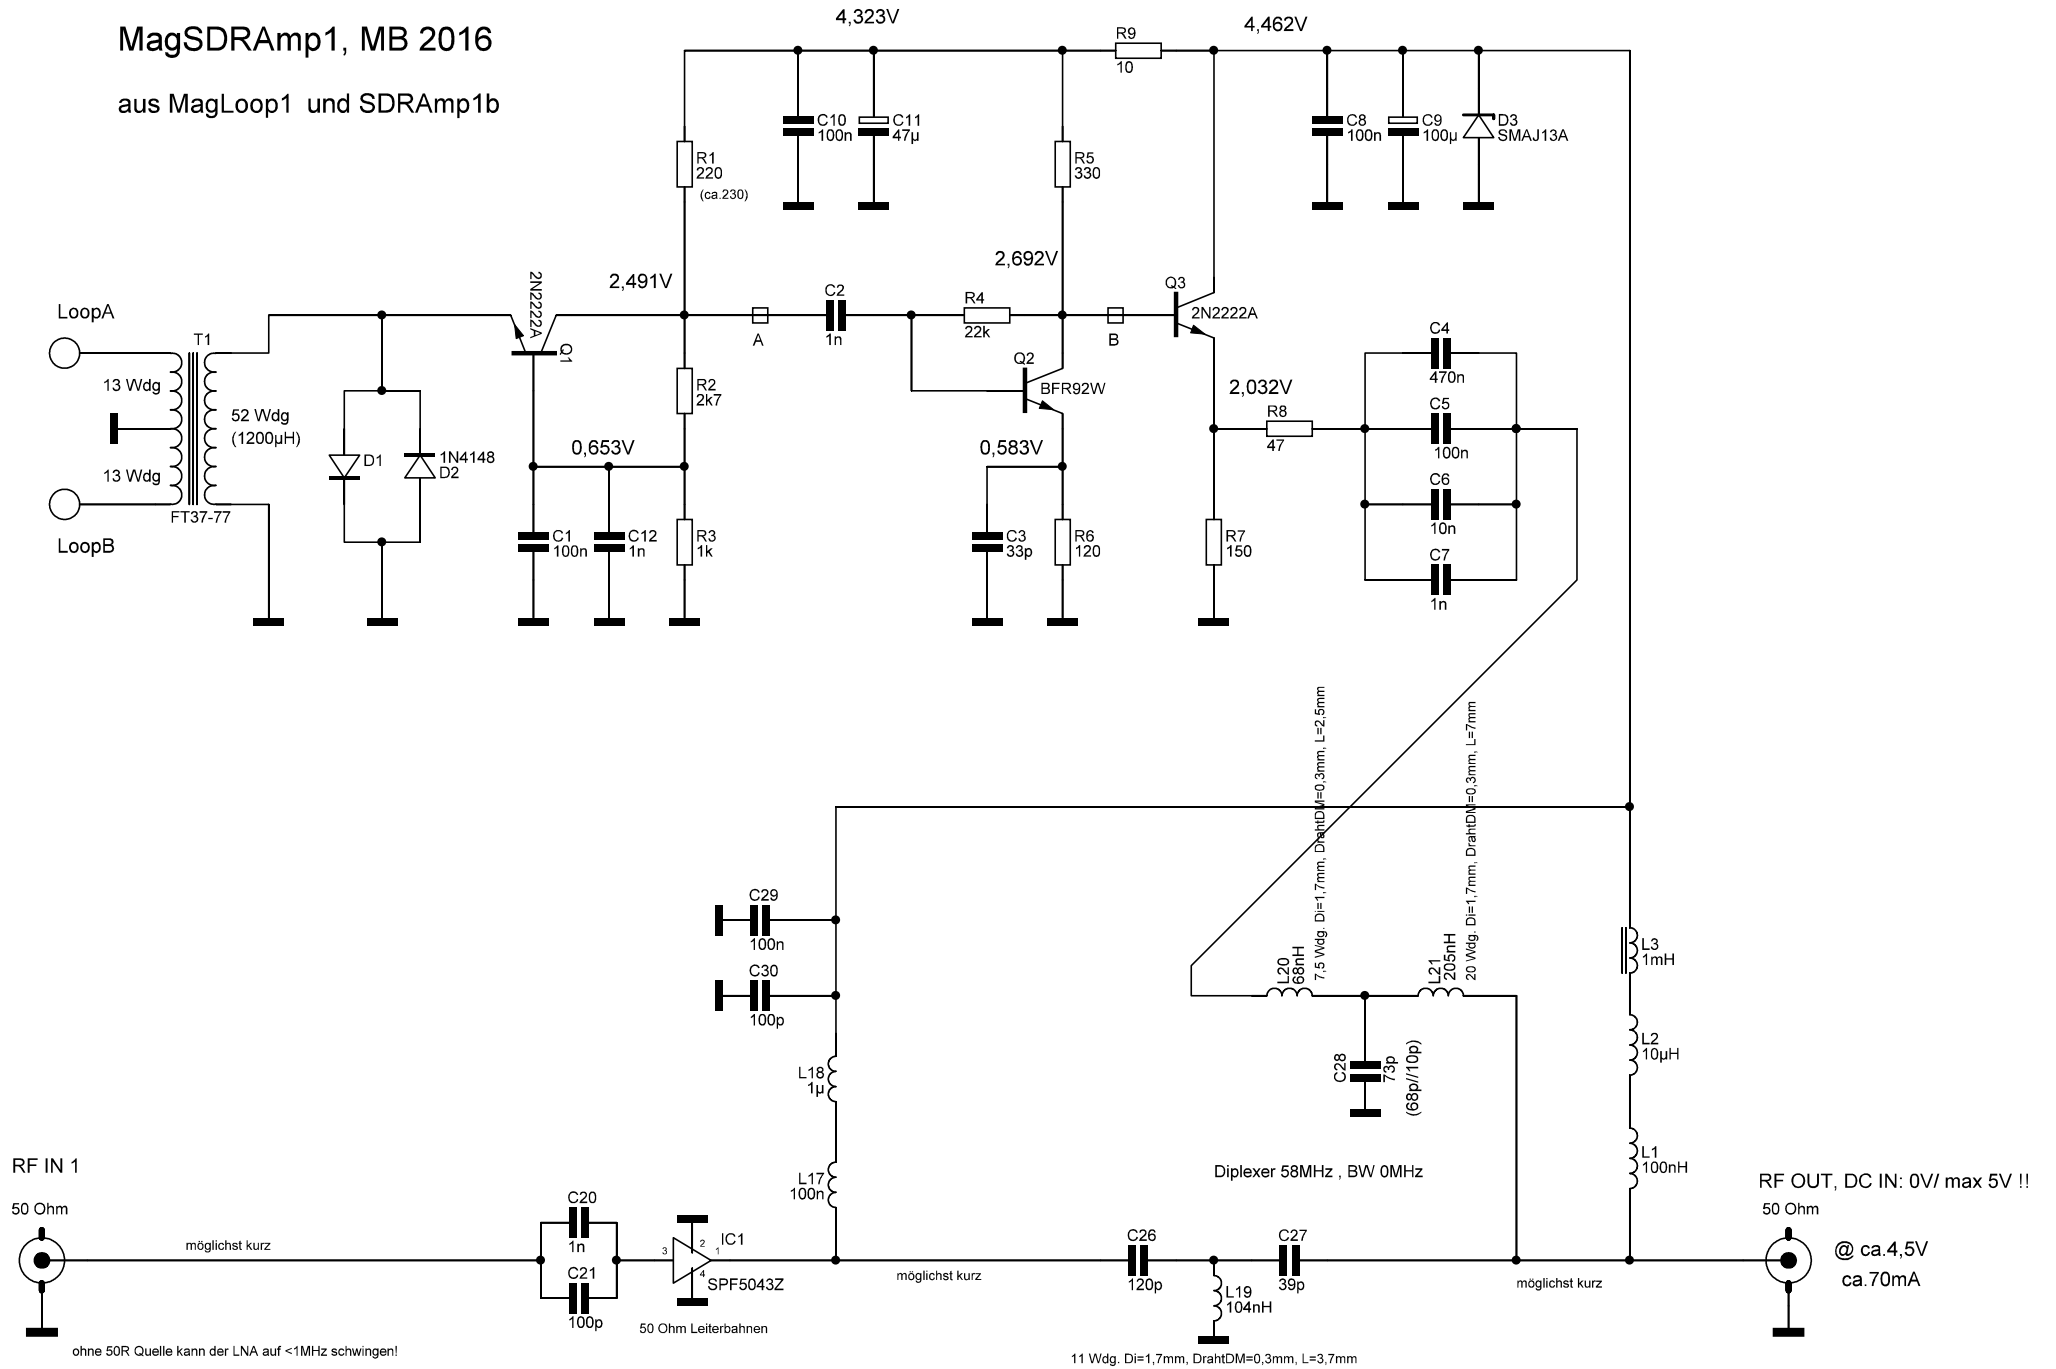 MagSDRAmp1, MB 2016
aus MagLoop1 und SDRAmp1b
4,323V
4,462V
R9
10
C10
100n
C11
47µ
C8
100n
C9
100µ
D3
SMAJ13A
R1
220
(ca.230)
R5
330
2,491V
2,692V
2N2222A
Q1
LoopA
T1
13 Wdg
13 Wdg
52 Wdg
(1200µH)
FT37-77
LoopB
D1
1N4148
D2
A
C2
1n
R4
22k
Q2
BFR92W
B
Q3
2N2222A
R2
2k7
0,653V
0,583V
2,032V
R8
47
C4
470n
C5
100n
C6
10n
C7
1n
C1
100n
C12
1n
R3
1k
C3
33p
R6
120
R7
150
7,5 Wdg. Di=1,7mm, DrahtDM=0,3mm, L=2,5mm
20 Wdg. Di=1,7mm, DrahtDM=0,3mm, L=7mm
C29
100n
C30
100p
L20
68nH
L21
205nH
L3
1mH
L2
10µH
L1
100nH
C28
73p
(68p//10p)
L18
1µ
L17
100n
Diplexer 58MHz , BW 0MHz
RF IN 1
50 Ohm
möglichst kurz
C20
1n
C21
100p
3
2
1
4
IC1
SPF5043Z
50 Ohm Leiterbahnen
möglichst kurz
C26
120p
C27
39p
L19
104nH
möglichst kurz
RF OUT, DC IN: 0V/ max 5V !!
50 Ohm
@ ca.4,5V
ca.70mA
ohne 50R Quelle kann der LNA auf <1MHz schwingen!
11 Wdg. Di=1,7mm, DrahtDM=0,3mm, L=3,7mm